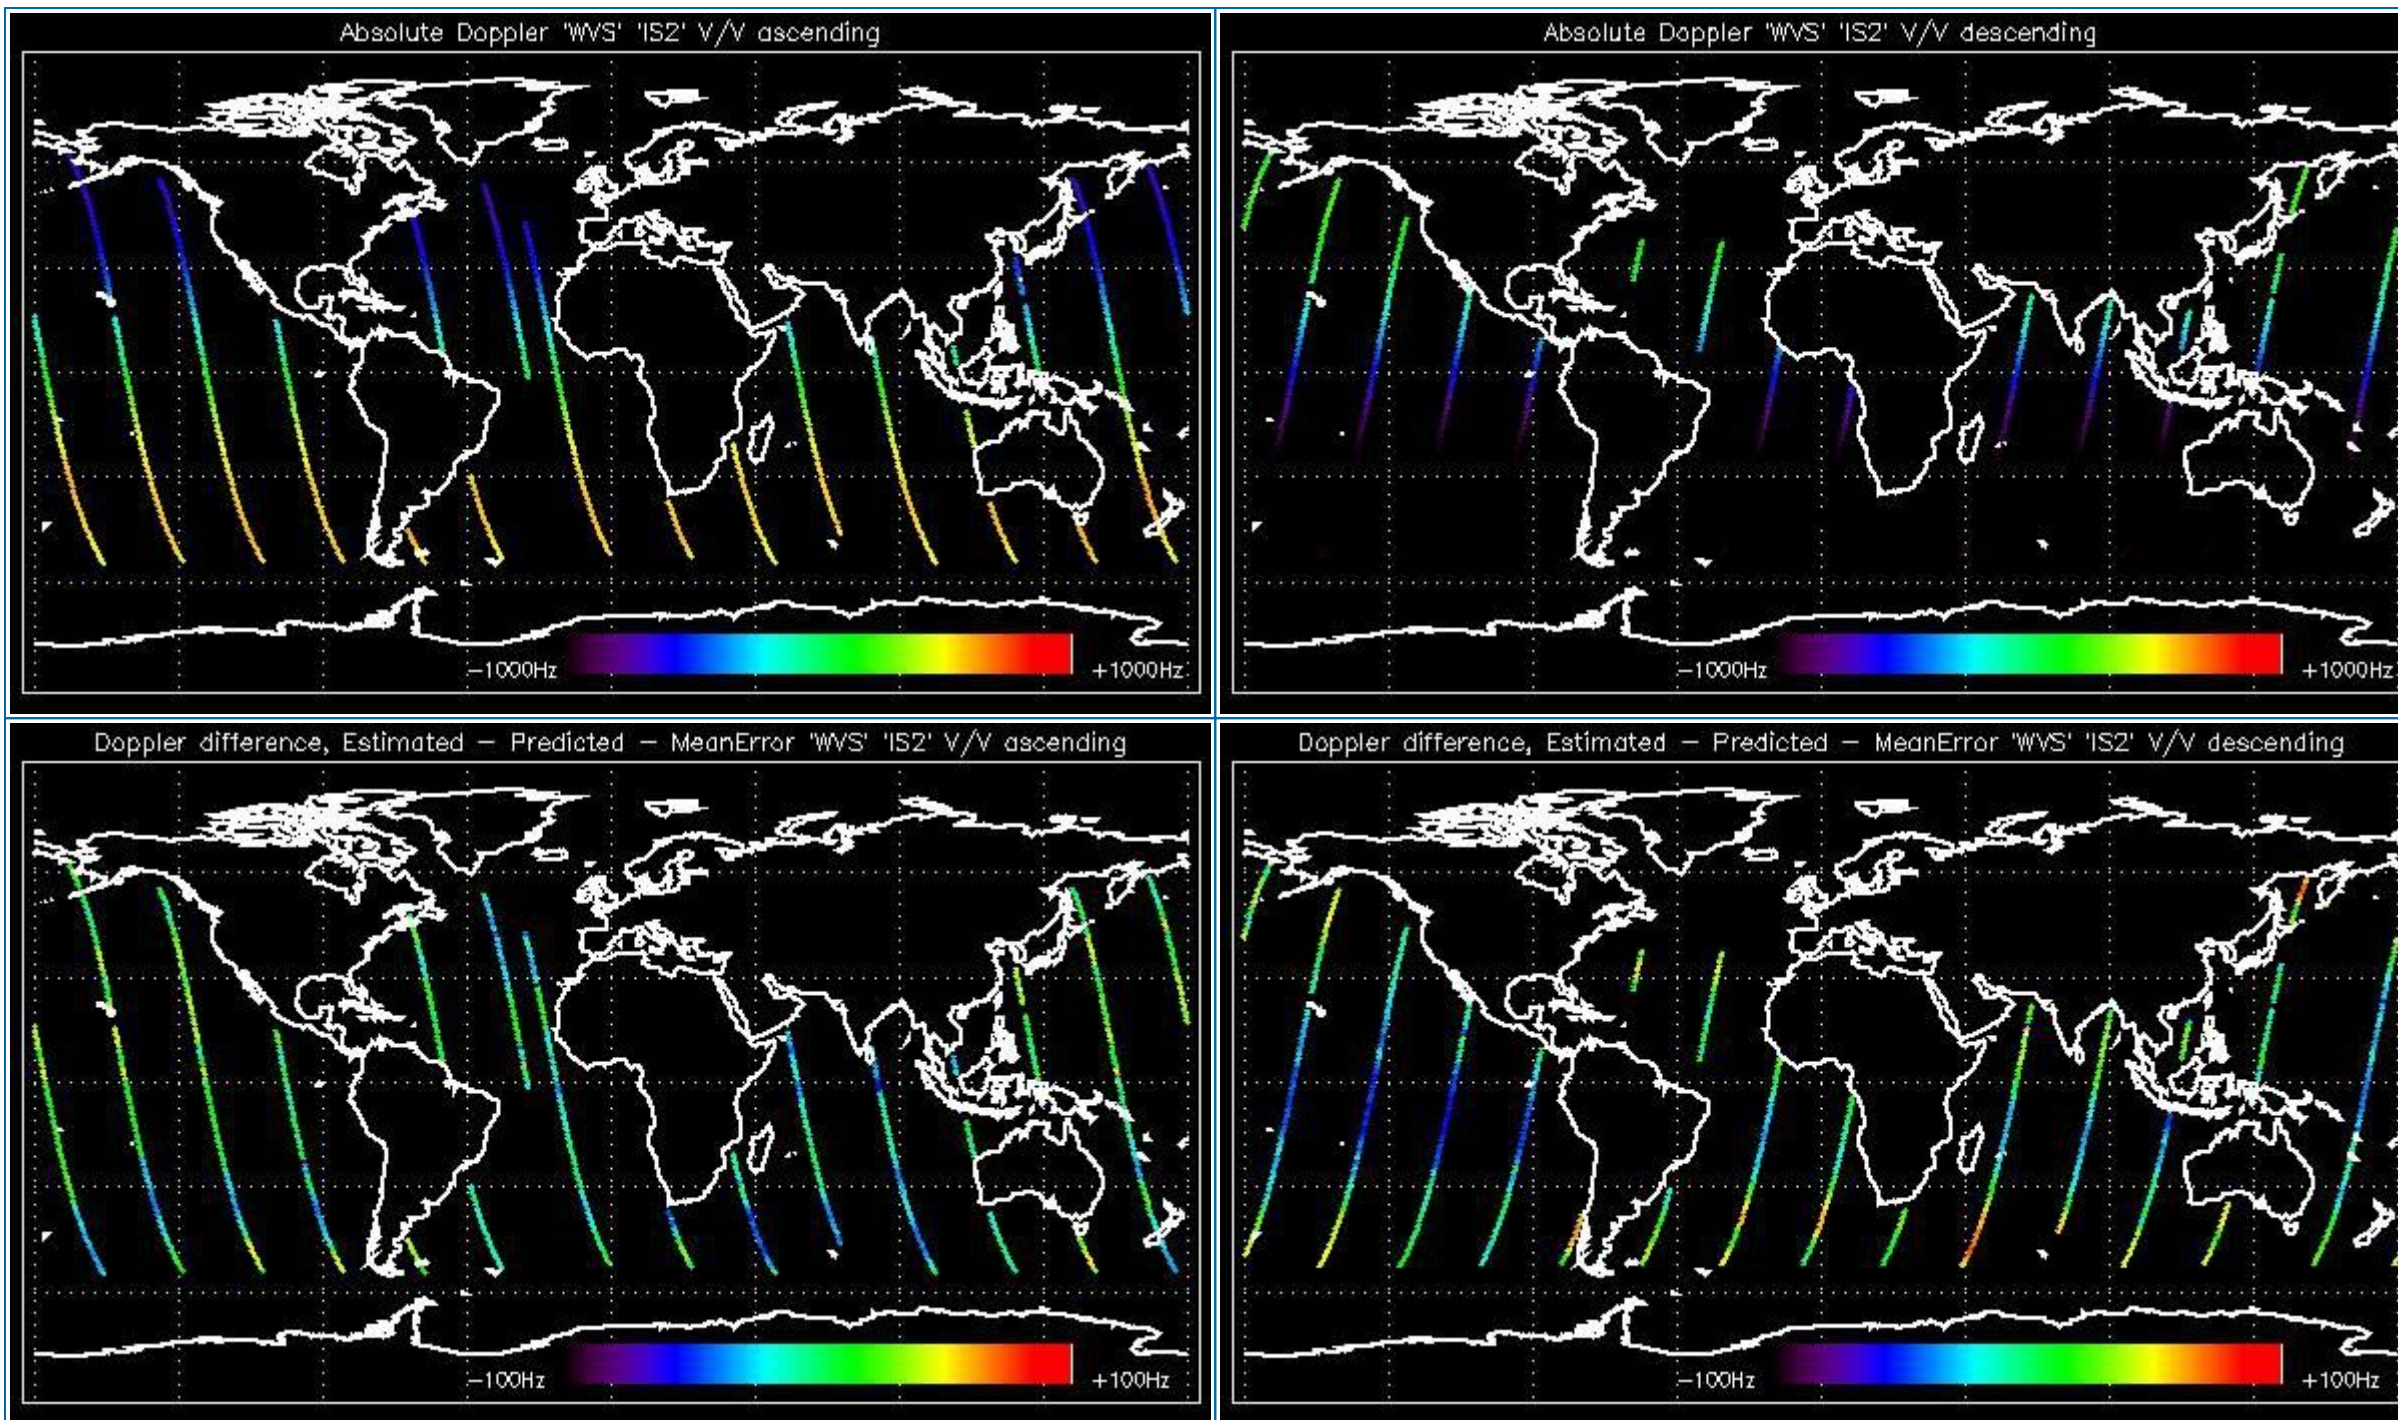 Absolute Doppler 'WVS' 'IS2' V/V ascending
-1000Hz
+1000Hz
Absolute Doppler 'WVS' 'IS2' V/V descending
-1000Hz
+1000Hz
Doppler difference, Estimated - Predicted - MeanError 'WVS' 'IS2' V/V ascending
-100Hz
+100Hz
Doppler difference, Estimated - Predicted - MeanError 'WVS' 'IS2' V/V descending
-100Hz
+100Hz